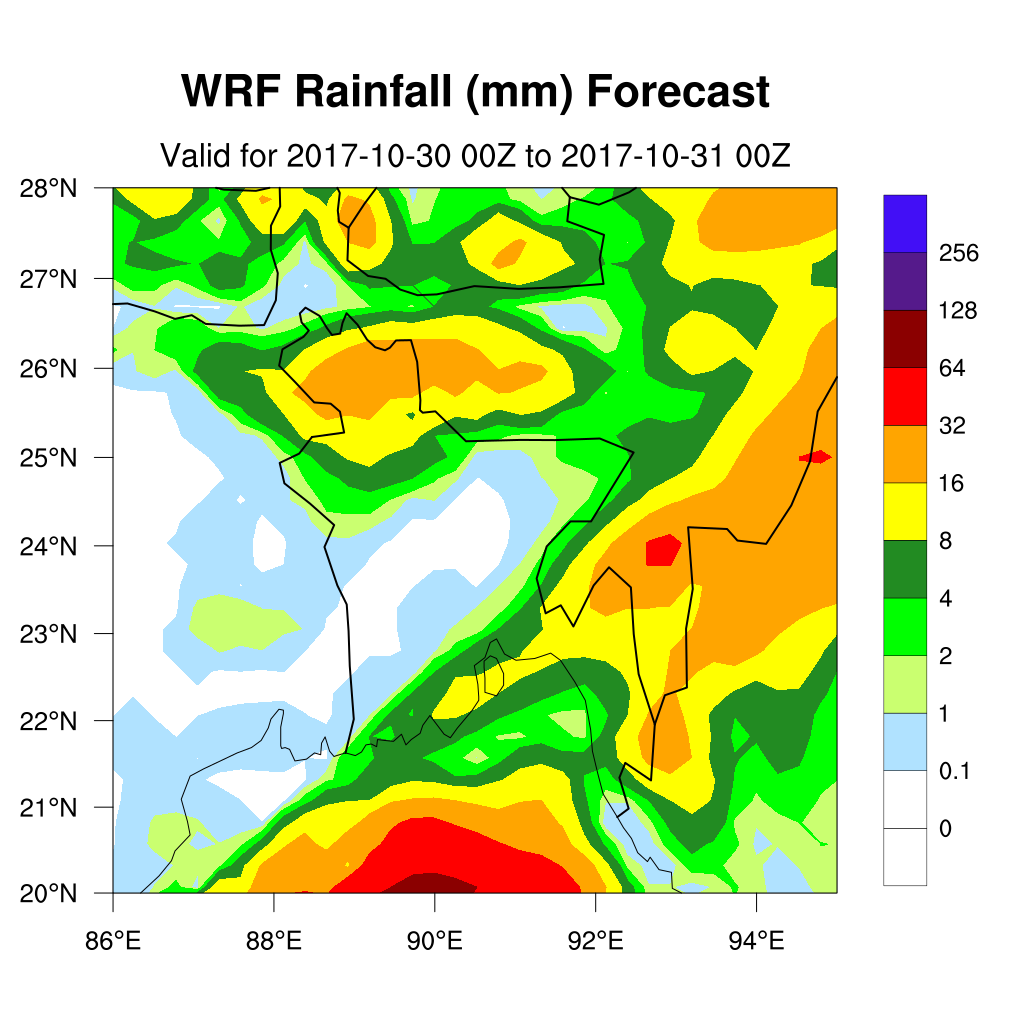 WRF Rainfall (mm) Forecast
Valid for 2017-10-30 00Z to 2017-10-31 00Z
28°N
27°N
26°N
25°N
24°N
23°N
22°N
21°N
20°N
86°E 88°E 90°E 92°E 94°E
256
128
64
32
16
8
4
2
1
0.1
0